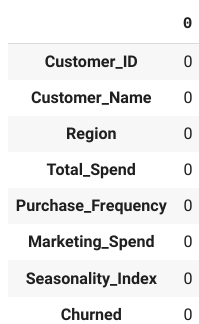 0
Customer_ID 0
Customer_Name 0
Region 0
Total_Spend 0
Purchase_Frequency 0
Marketing_Spend 0
Seasonality_Index 0
Churned 0